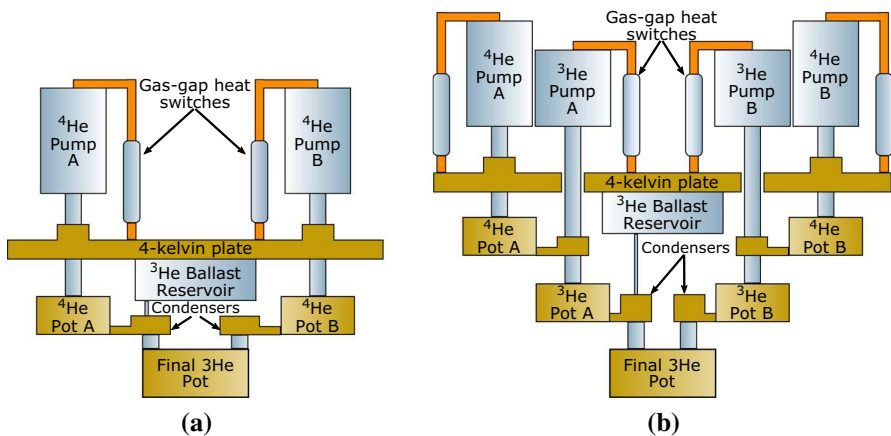 Gas-gap heat
switches
⁴He
Pump
A
⁴He
Pump
B
4-kelvin plate
³He Ballast
Reservoir
Condensers
⁴He
Pot A
⁴He
Pot B
Final 3He
Pot
(a)
Gas-gap heat
switches
⁴He
Pump
A
³He
Pump
A
³He
Pump
B
⁴He
Pump
B
4-kelvin plate
³He Ballast
Reservoir
⁴He
Pot A
Condensers
⁴He
Pot B
³He
Pot A
³He
Pot B
Final 3He
Pot
(b)